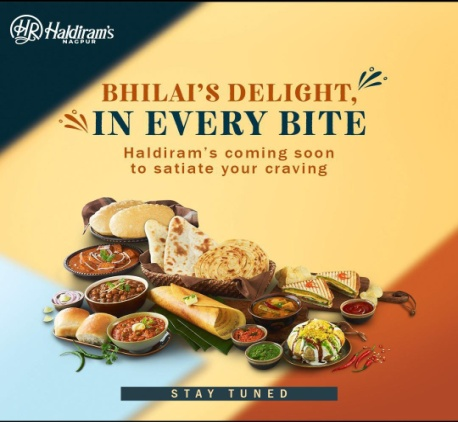 HR Haldiram's
NAGPUR
BHILAI'S DELIGHT,
IN EVERY BITE
Haldiram's coming soon
to satiate your craving
STAY TUNED